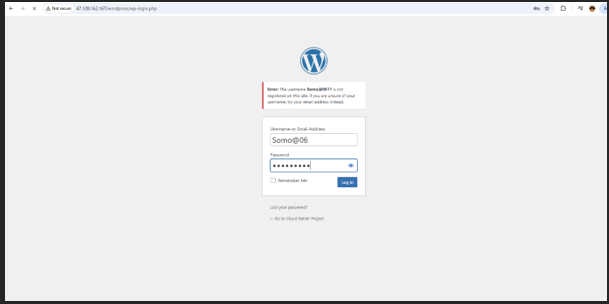 Not secure 47.128.162.167/wordpress/wp-login.php
Error: The username Somo@0611 is not
registered on this site. If you are unsure of your
username, try your email address instead.
Username or Email Address
Somo@06
Password
Remember Me
Log In
Lost your password?
← Go to Cloud Server Project